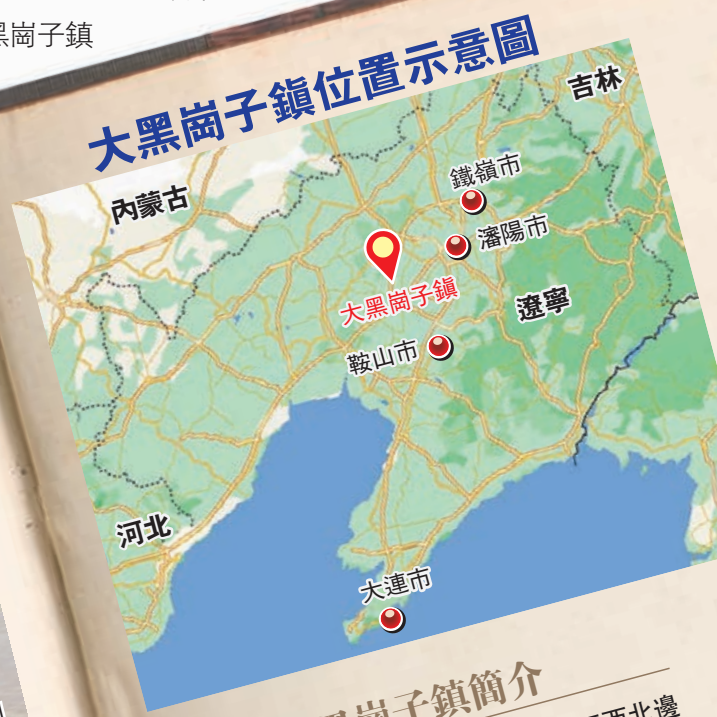 黑崗子鎮
大黑崗子鎮位置示意圖
吉林
內蒙古
鐵嶺市
瀋陽市
大黑崗子鎮
遼寧
鞍山市
河北
大連市
黑崗子鎮簡介
西北邊